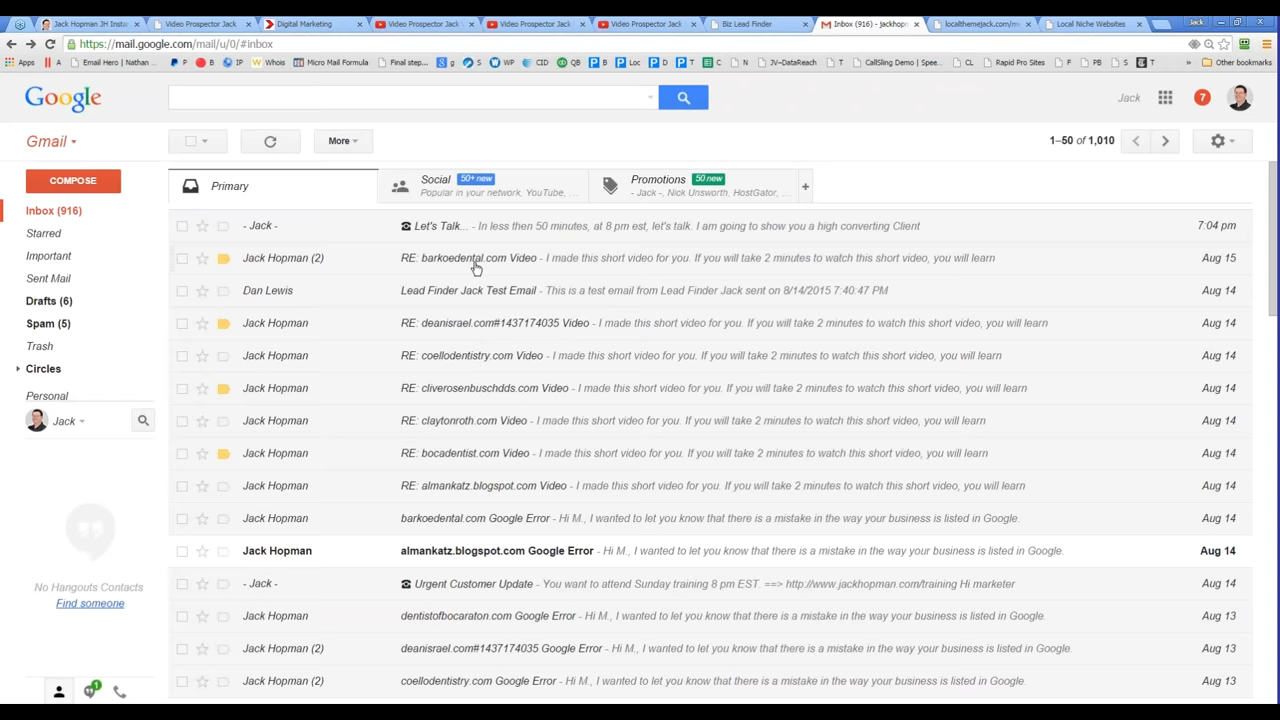 Jack Hopman JH Insta
Video Prospector Jack
Digital Marketing
Video Prospector Jack
Video Prospector Jack
Video Prospector Jack
Biz Lead Finder
Inbox (916) - jackhop
localthemejack.com/me
Local Niche Websites
Jack
https://mail.google.com/mail/u/0/#inbox
Apps
A
Email Hero | Nathan
P
B
IP
Whois
Micro Mail Formula
Final step...
g
S
WP
CID
QB
B
Loc
D
T
C
N
JV~DataReach
T
CallSling Demo | Spee...
CL
Rapid Pro Sites
F
PB
S
T
»
Other bookmarks
Google
Jack
7
Gmail
More
1–50 of 1,010
COMPOSE
Primary
Social 50+ new
Popular in your network, YouTube, ...
Promotions 50 new
- Jack -, Nick Unsworth, HostGator, ...
+
Inbox (916)
Starred
Important
Sent Mail
Drafts (6)
Spam (5)
Trash
Circles
Personal
Jack
No Hangouts Contacts
Find someone
1
- Jack - Let's Talk... - In less then 50 minutes, at 8 pm est, let's talk. I am going to show you a high converting Client 7:04 pm
Jack Hopman (2) RE: barkoedental.com Video - I made this short video for you. If you will take 2 minutes to watch this short video, you will learn Aug 15
Dan Lewis Lead Finder Jack Test Email - This is a test email from Lead Finder Jack sent on 8/14/2015 7:40:47 PM Aug 14
Jack Hopman RE: deanisrael.com#1437174035 Video - I made this short video for you. If you will take 2 minutes to watch this short video, you will learn Aug 14
Jack Hopman RE: coellodentistry.com Video - I made this short video for you. If you will take 2 minutes to watch this short video, you will learn Aug 14
Jack Hopman RE: cliverosenbuschdds.com Video - I made this short video for you. If you will take 2 minutes to watch this short video, you will learn Aug 14
Jack Hopman RE: claytonroth.com Video - I made this short video for you. If you will take 2 minutes to watch this short video, you will learn Aug 14
Jack Hopman RE: bocadentist.com Video - I made this short video for you. If you will take 2 minutes to watch this short video, you will learn Aug 14
Jack Hopman RE: almankatz.blogspot.com Video - I made this short video for you. If you will take 2 minutes to watch this short video, you will learn Aug 14
Jack Hopman barkoedental.com Google Error - Hi M., I wanted to let you know that there is a mistake in the way your business is listed in Google. Aug 14
Jack Hopman almankatz.blogspot.com Google Error - Hi M., I wanted to let you know that there is a mistake in the way your business is listed in Google. Aug 14
- Jack - Urgent Customer Update - You want to attend Sunday training 8 pm EST. ==> http://www.jackhopman.com/training Hi marketer Aug 14
Jack Hopman dentistofbocaraton.com Google Error - Hi M., I wanted to let you know that there is a mistake in the way your business is listed in Google. Aug 13
Jack Hopman (2) deanisrael.com#1437174035 Google Error - Hi M., I wanted to let you know that there is a mistake in the way your business is listed in Google. Aug 13
Jack Hopman (2) coellodentistry.com Google Error - Hi M., I wanted to let you know that there is a mistake in the way your business is listed in Google. Aug 13